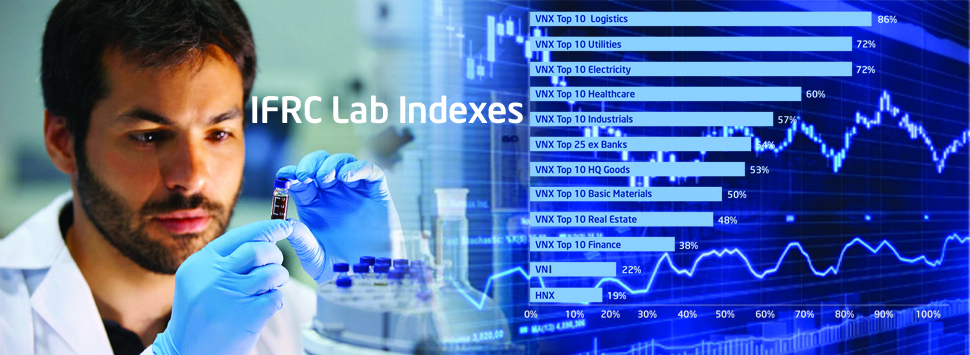 IFRC Lab Indexes
VNX Top 10 Logistics 86%
VNX Top 10 Utilities 72%
VNX Top 10 Electricity 72%
VNX Top 10 Healthcare 60%
VNX Top 10 Industrials 57%
VNX Top 25 ex Banks 54%
VNX Top 10 HQ Goods 53%
VNX Top 10 Basic Materials 50%
VNX Top 10 Real Estate 48%
VNX Top 10 Finance 38%
VNI 22%
HNX 19%
0% 10% 20% 30% 40% 50% 60% 70% 80% 90% 100%